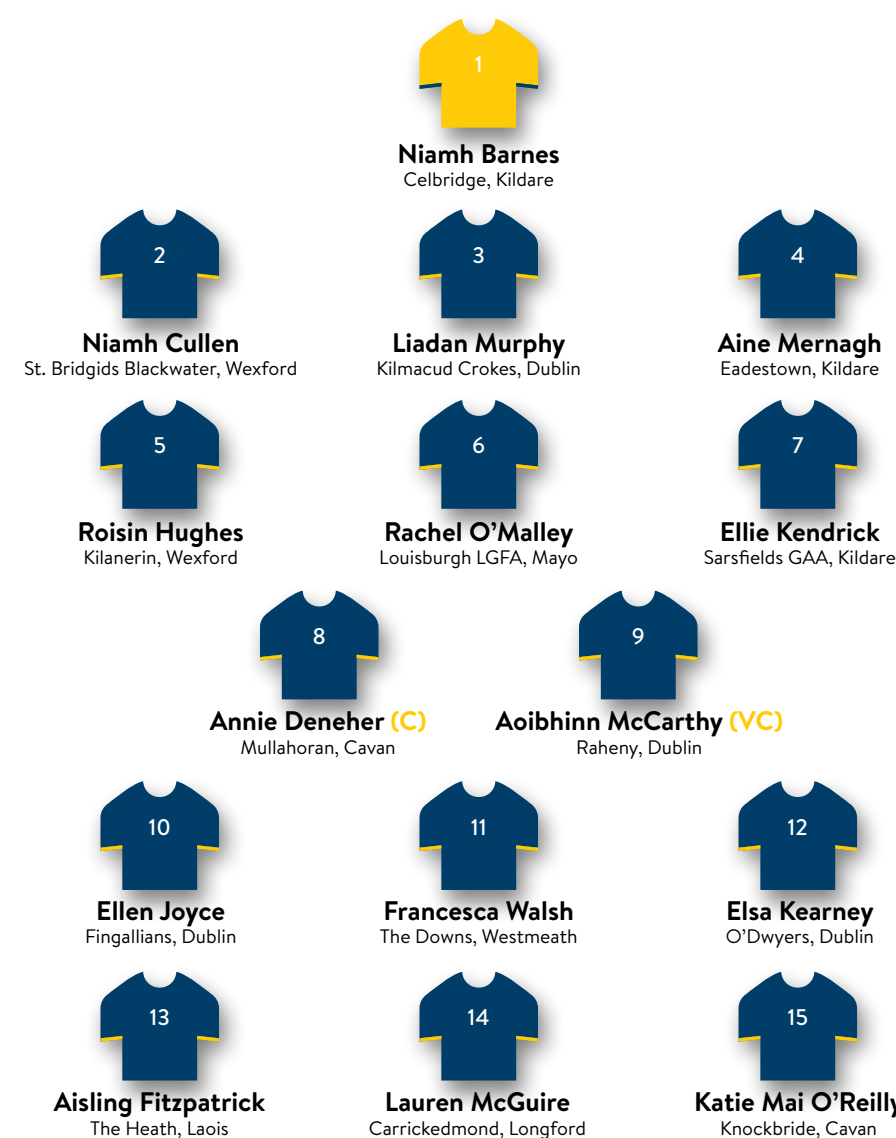 1
Niamh Barnes
Celbridge, Kildare
2
Niamh Cullen
St. Bridgids Blackwater, Wexford
3
Liadan Murphy
Kilmacud Crokes, Dublin
4
Aine Mernagh
Eadestown, Kildare
5
Roisin Hughes
Kilanerin, Wexford
6
Rachel O’Malley
Louisburgh LGFA, Mayo
7
Ellie Kendrick
Sarsfields GAA, Kildare
8
Annie Deneher (C)
Mullahoran, Cavan
9
Aoibhinn McCarthy (VC)
Raheny, Dublin
10
Ellen Joyce
Fingallians, Dublin
11
Francesca Walsh
The Downs, Westmeath
12
Elsa Kearney
O’Dwyers, Dublin
13
Aisling Fitzpatrick
The Heath, Laois
14
Lauren McGuire
Carrickedmond, Longford
15
Katie Mai O’Reilly
Knockbride, Cavan